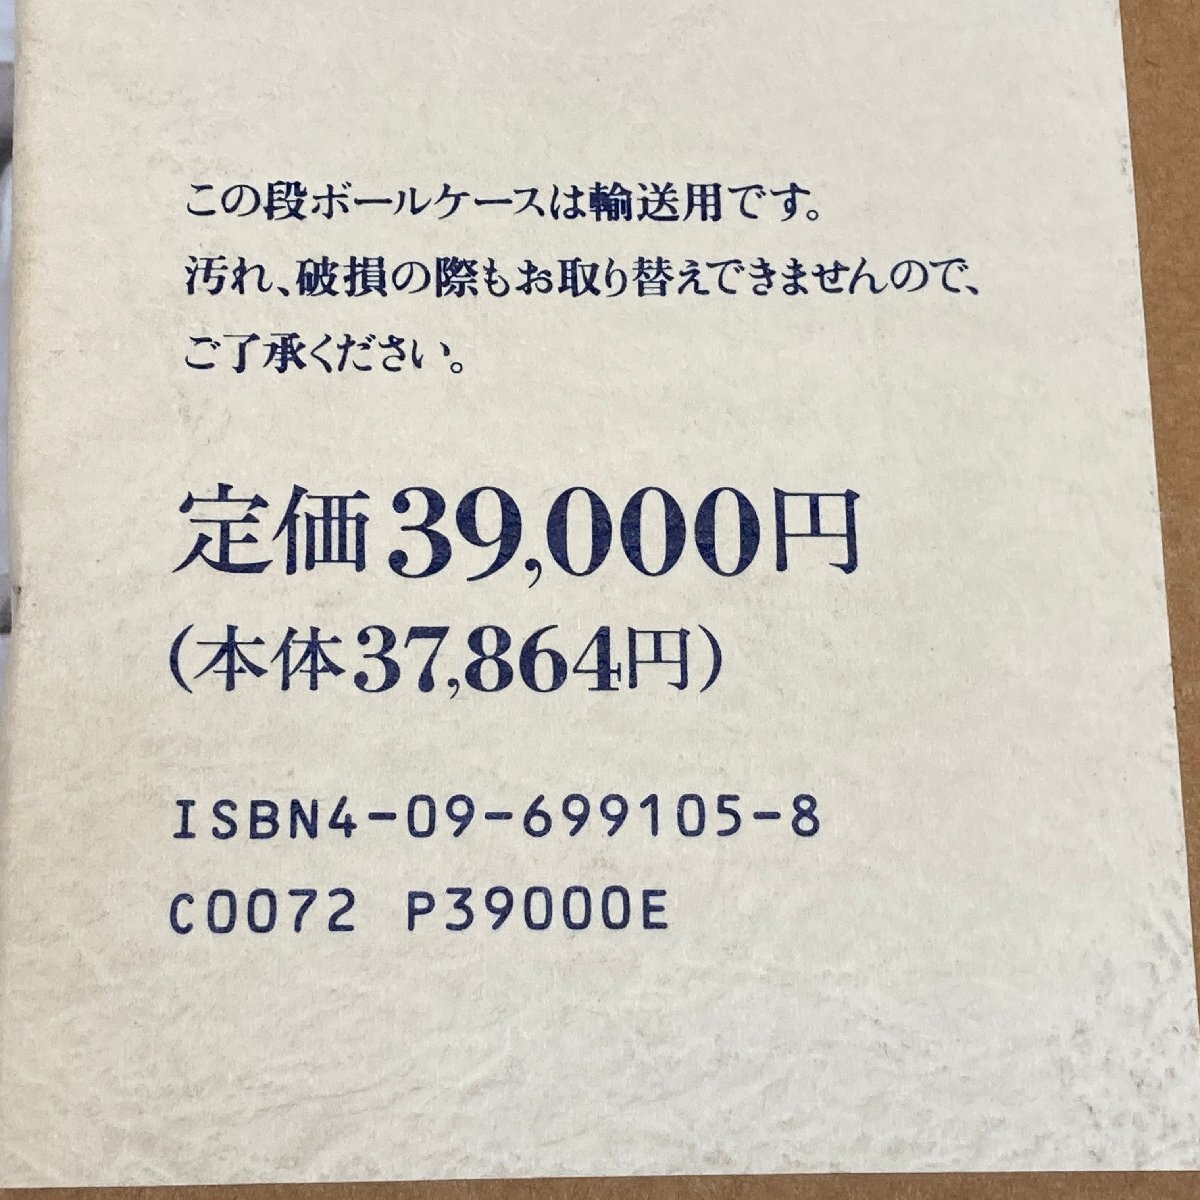 この段ボールケースは輸送用です。
汚れ、破損の際もお取り替えできませんので、
ご了承ください。
定価39,000円
(本体37,864円)
ISBN4-09-699105-8
C0072 P39000E